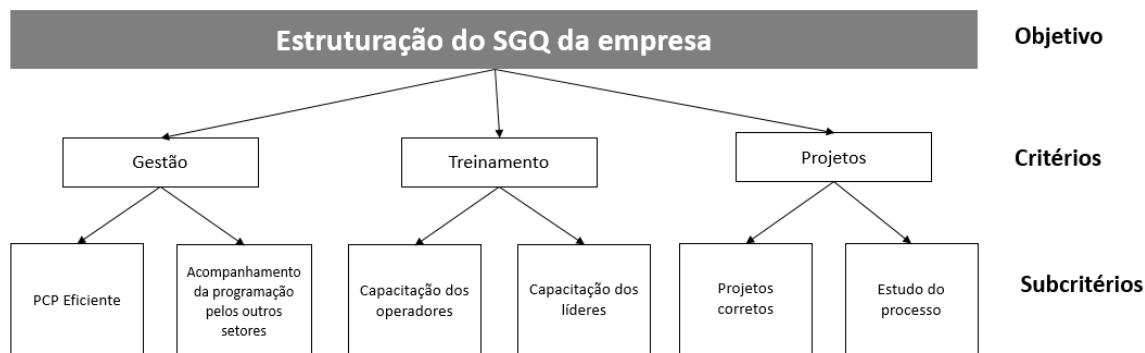 Estruturação do SGQ da empresa
Objetivo
Gestão
Treinamento
Projetos
Critérios
PCP Eficiente
Acompanhamento
da programação
pelos outros
setores
Capacitação dos
operadores
Capacitação dos
líderes
Projetos
corretos
Estudo do
processo
Subcritérios